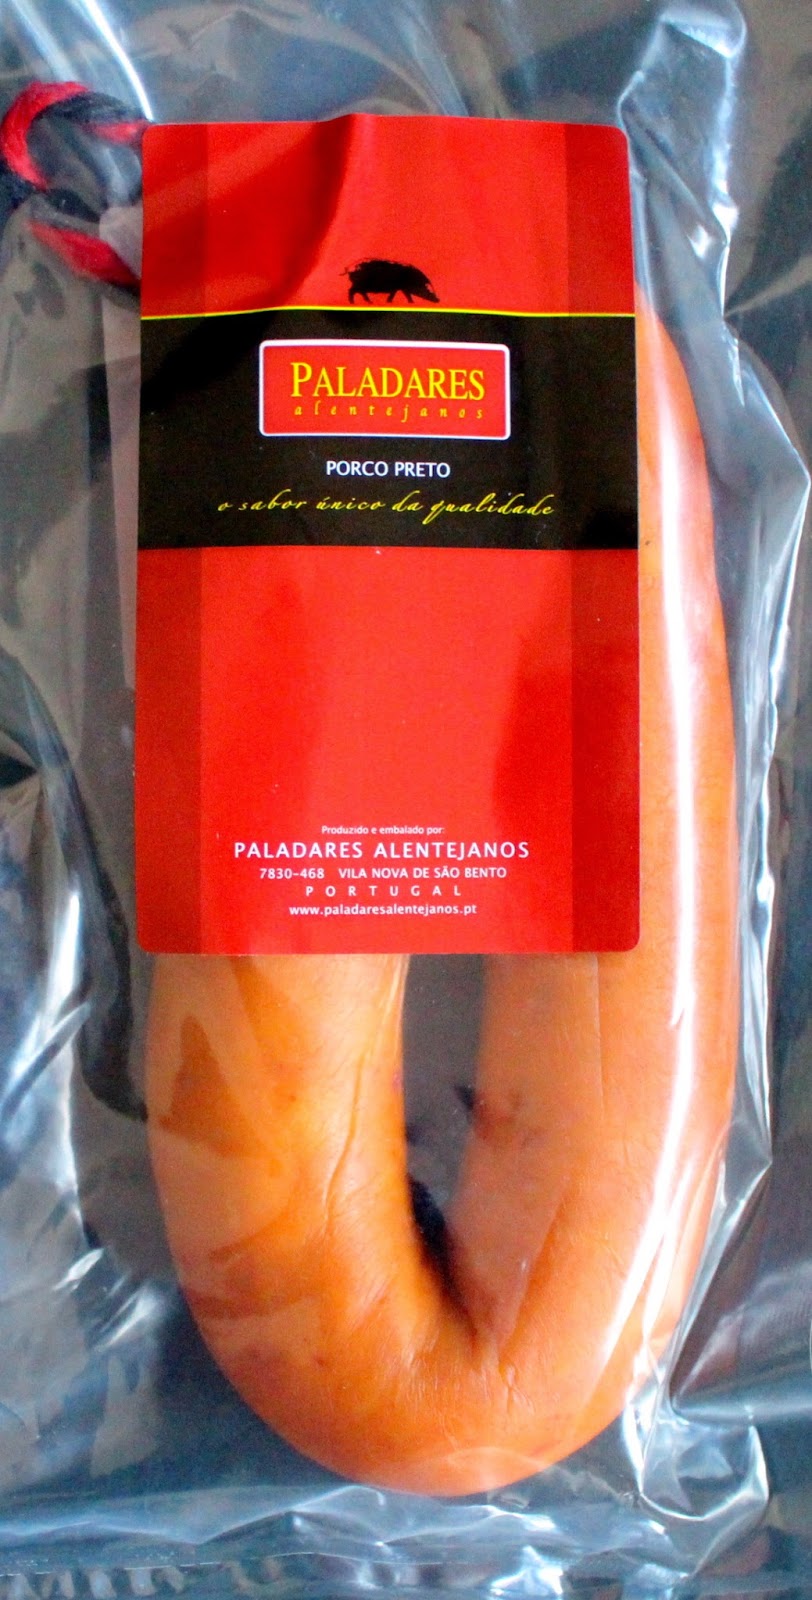 PALADARES
alentejanos
PORCO PRETO
o sabor único da qualidade
Produzido e embalado por:
PALADARES ALENTEJANOS
7830-468 VILA NOVA DE SÃO BENTO
PORTUGAL
www.paladaresalentejanos.pt